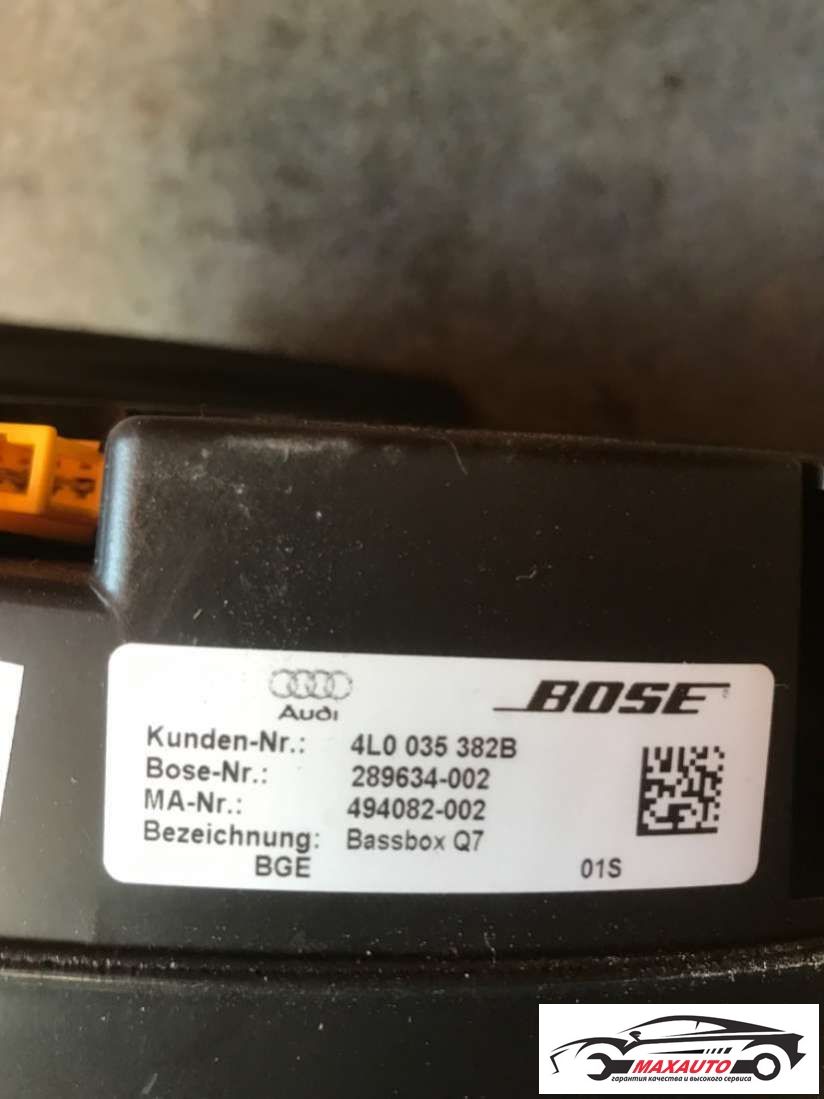 Audi
BOSE
Kunden-Nr.: 4L0 035 382B
Bose-Nr.: 289634-002
MA-Nr.: 494082-002
Bezeichnung: Bassbox Q7
BGE 01S
MAXAUTO
гарантия качества и высокого сервиса